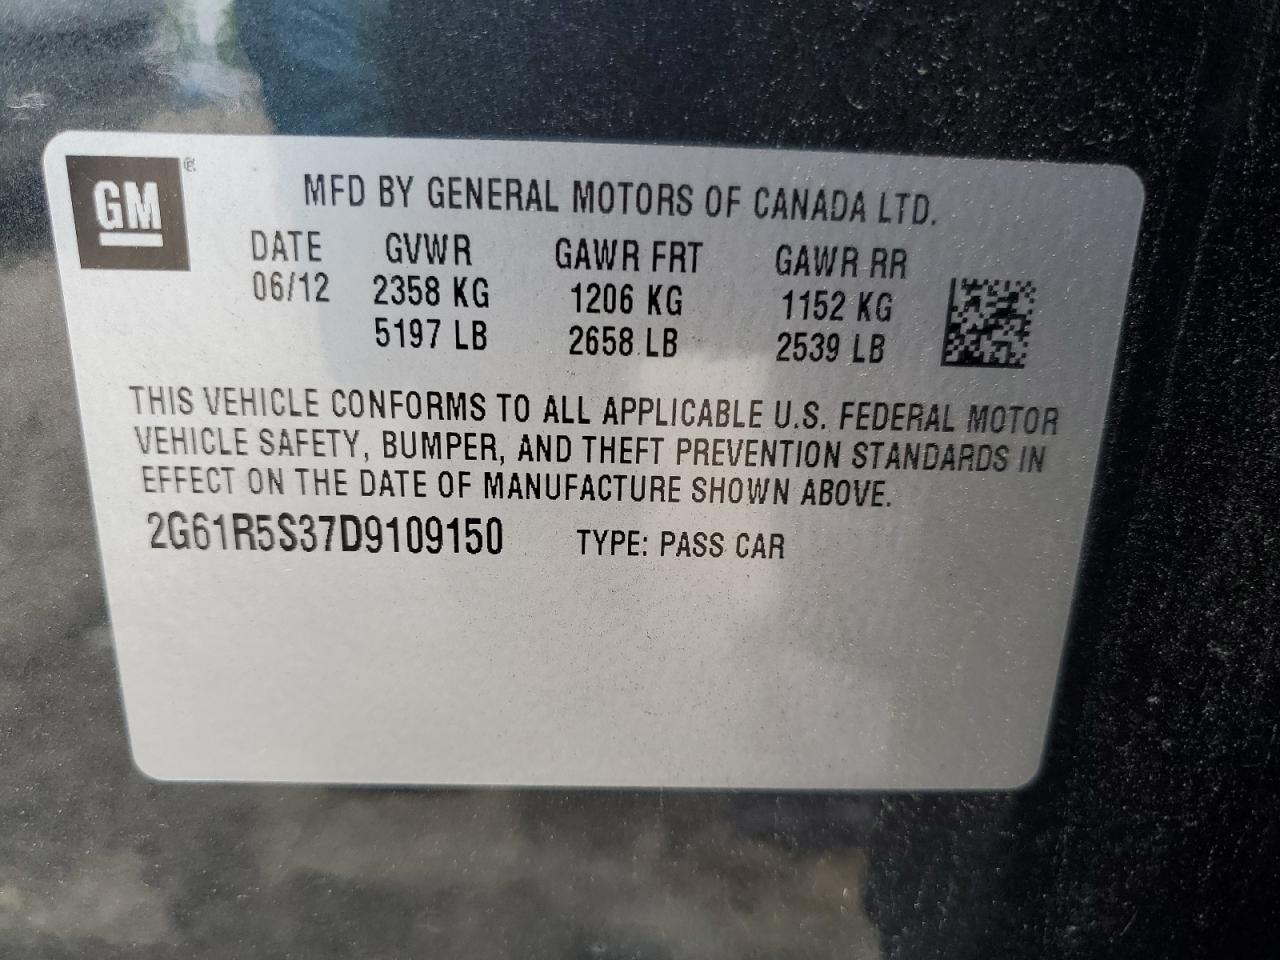 GM ®
MFD BY GENERAL MOTORS OF CANADA LTD.
DATE GVWR GAWR FRT GAWR RR
06/12 2358 KG 1206 KG 1152 KG
5197 LB 2658 LB 2539 LB
THIS VEHICLE CONFORMS TO ALL APPLICABLE U.S. FEDERAL MOTOR
VEHICLE SAFETY, BUMPER, AND THEFT PREVENTION STANDARDS IN
EFFECT ON THE DATE OF MANUFACTURE SHOWN ABOVE.
2G61R5S37D9109150 TYPE: PASS CAR